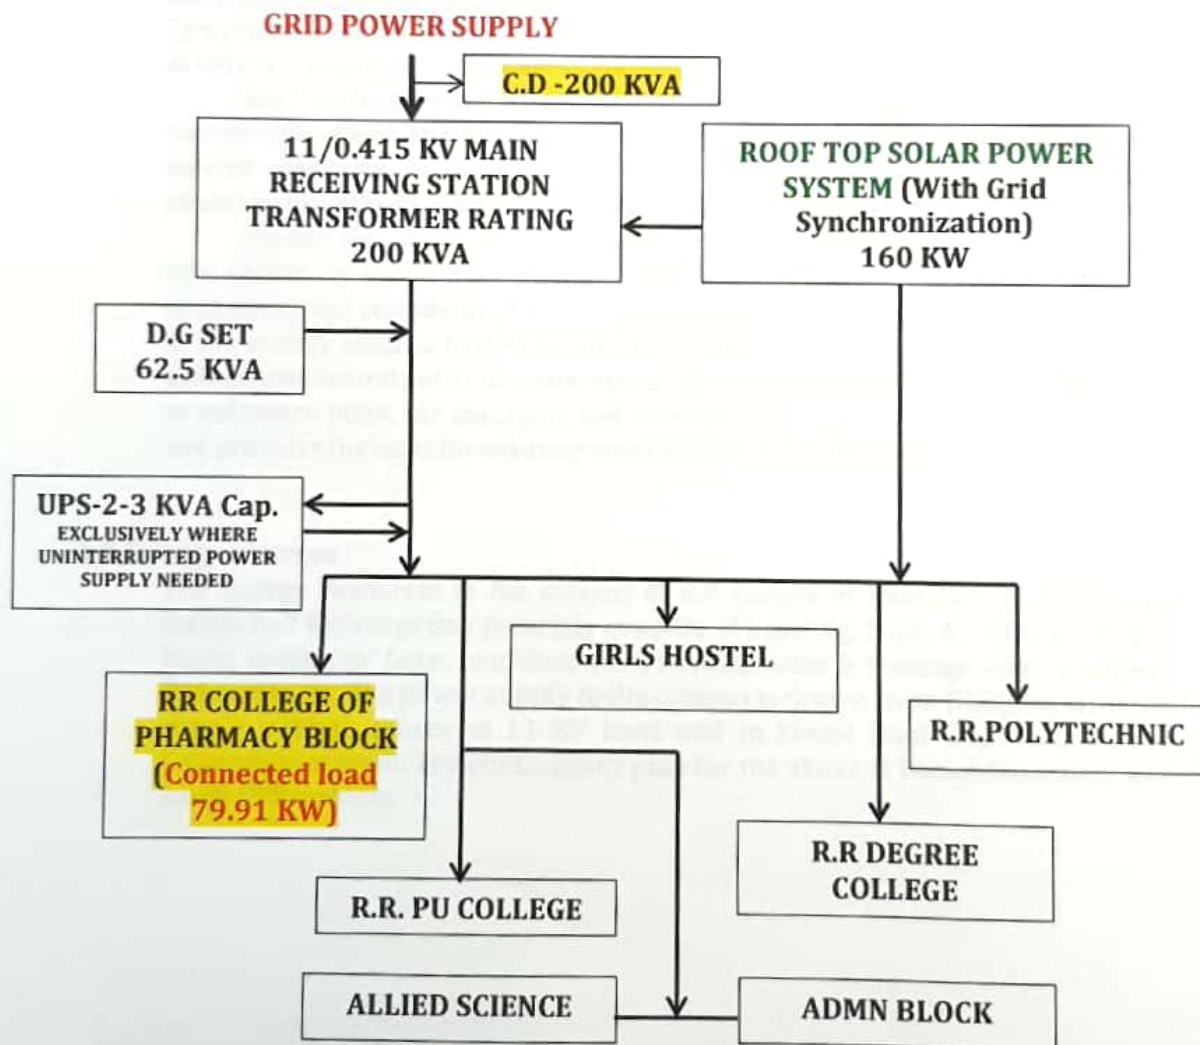 GRID POWER SUPPLY
C.D -200 KVA
11/0.415 KV MAIN
RECEIVING STATION
TRANSFORMER RATING
200 KVA
ROOF TOP SOLAR POWER
SYSTEM (With Grid
Synchronization)
160 KW
D.G SET
62.5 KVA
UPS-2-3 KVA Cap.
EXCLUSIVELY WHERE
UNINTERRUPTED POWER
SUPPLY NEEDED
GIRLS HOSTEL
RR COLLEGE OF
PHARMACY BLOCK
(Connected load
79.91 KW)
R.R.POLYTECHNIC
R.R DEGREE
COLLEGE
R.R. PU COLLEGE
ALLIED SCIENCE
ADMN BLOCK